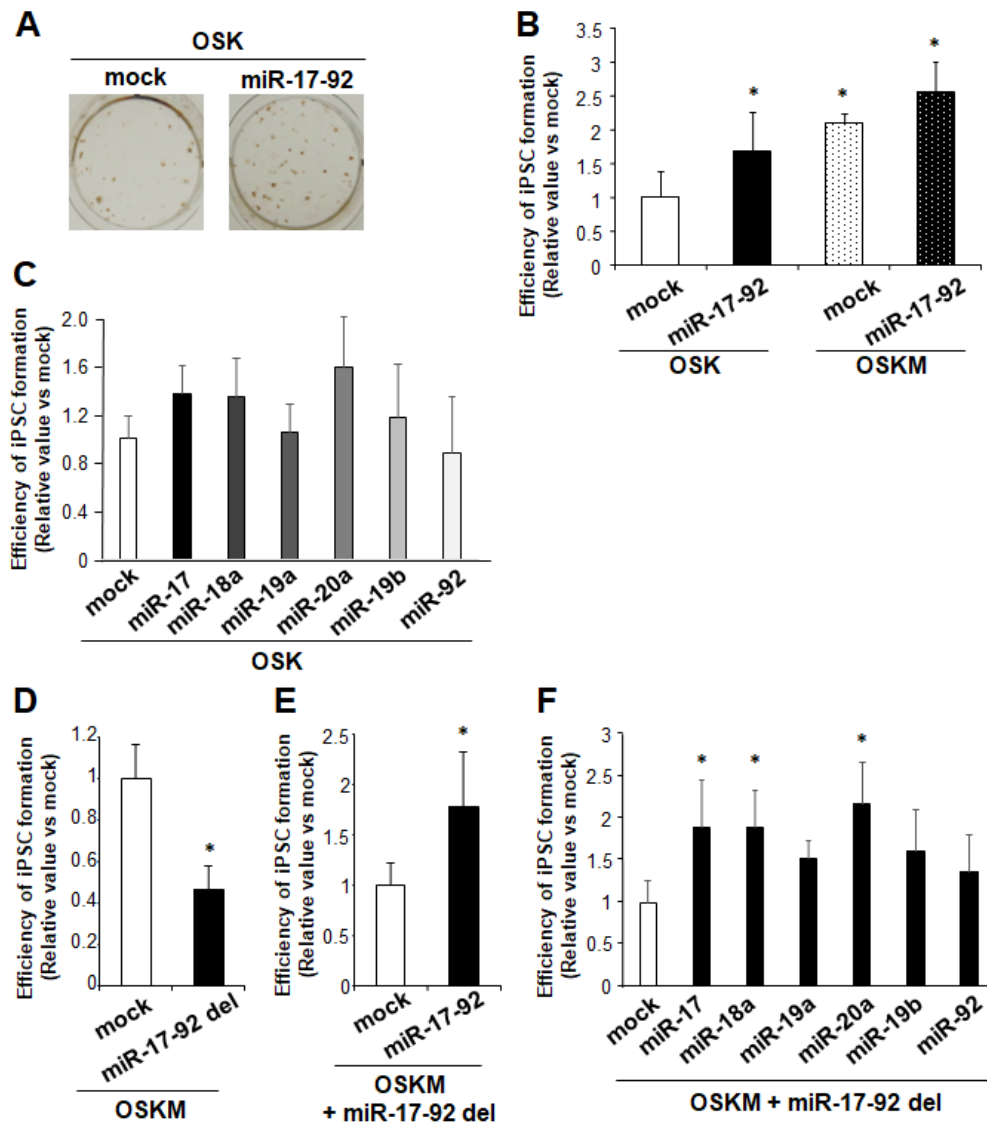 A
OSK
mock
miR-17-92
B
Efficiency of iPSC formation
(Relative value vs mock)
3.5
3
2.5
2
1.5
1
0.5
0
*
*
*
mock
miR-17-92
mock
miR-17-92
OSK
OSKM
C
Efficiency of iPSC formation
(Relative value vs mock)
2.0
1.6
1.2
0.8
0.4
0
mock
miR-17
miR-18a
miR-19a
miR-20a
miR-19b
miR-92
OSK
D
Efficiency of iPSC formation
(Relative value vs mock)
1.2
1
0.8
0.6
0.4
0.2
0
*
mock
miR-17-92 del
OSKM
E
Efficiency of iPSC formation
(Relative value vs mock)
2.5
2
1.5
1
0.5
0
*
mock
miR-17-92
OSKM
+ miR-17-92 del
F
Efficiency of iPSC formation
(Relative value vs mock)
3
2.5
2
1.5
1
0.5
0
*
*
*
mock
miR-17
miR-18a
miR-19a
miR-20a
miR-19b
miR-92
OSKM + miR-17-92 del